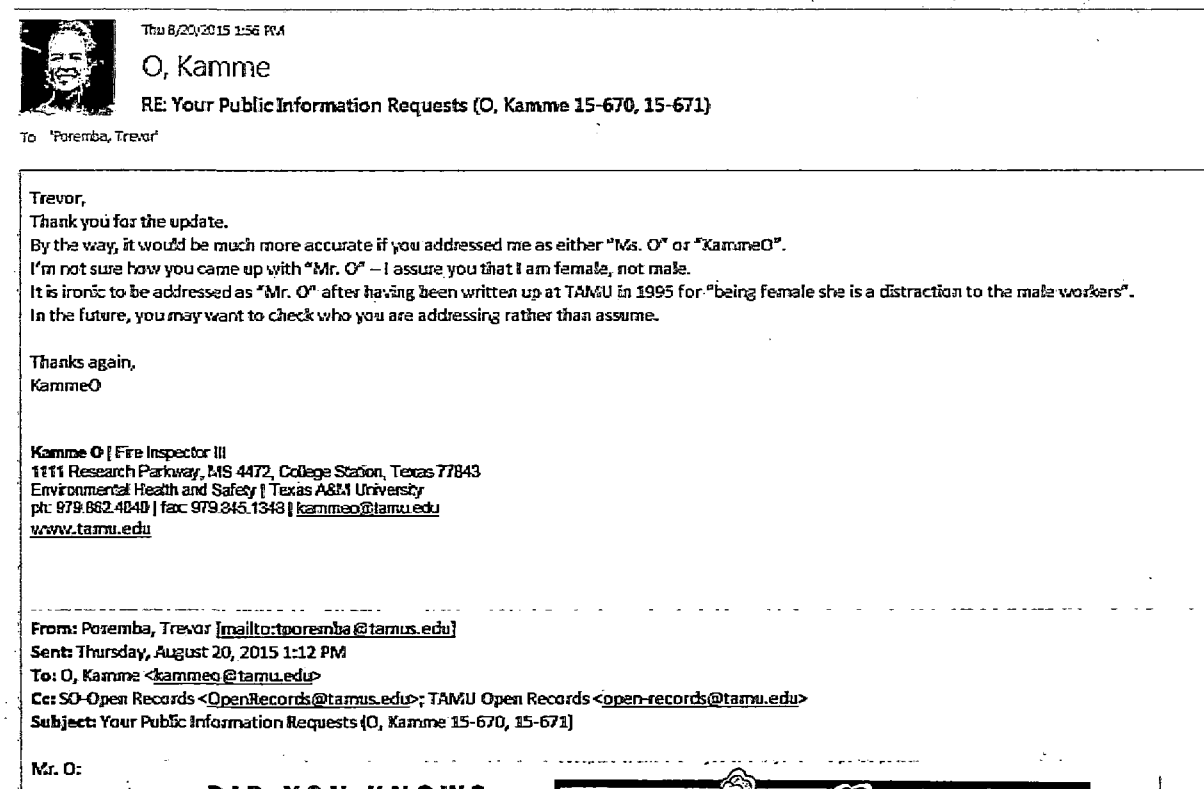 Thu 8/20/2015 1:56 PM
O, Kamme
RE: Your Public Information Requests (O, Kamme 15-670, 15-671)
To 'Poremba, Trevor'
Trevor,
Thank you for the update.
By the way, it would be much more accurate if you addressed me as either "Ms. O" or "KammeO".
I'm not sure how you came up with "Mr. O" – I assure you that I am female, not male.
It is ironic to be addressed as "Mr. O" after having been written up at TAMU in 1995 for "being female she is a distraction to the male workers".
In the future, you may want to check who you are addressing rather than assume.
Thanks again,
KammeO
Kamme O | Fire Inspector III
1111 Research Parkway, MS 4472, College Station, Texas 77843
Environmental Health and Safety | Texas A&M University
ph: 979.862.4040 | fax: 979.845.1348 | kammeo@tamu.edu
www.tamu.edu
From: Poremba, Trevor [mailto:tporemba@tamus.edu]
Sent: Thursday, August 20, 2015 1:12 PM
To: O, Kamme <kammeo@tamu.edu>
Cc: SO-Open Records <OpenRecords@tamus.edu>; TAMU Open Records <open-records@tamu.edu>
Subject: Your Public Information Requests (O, Kamme 15-670, 15-671)
Mr. O: